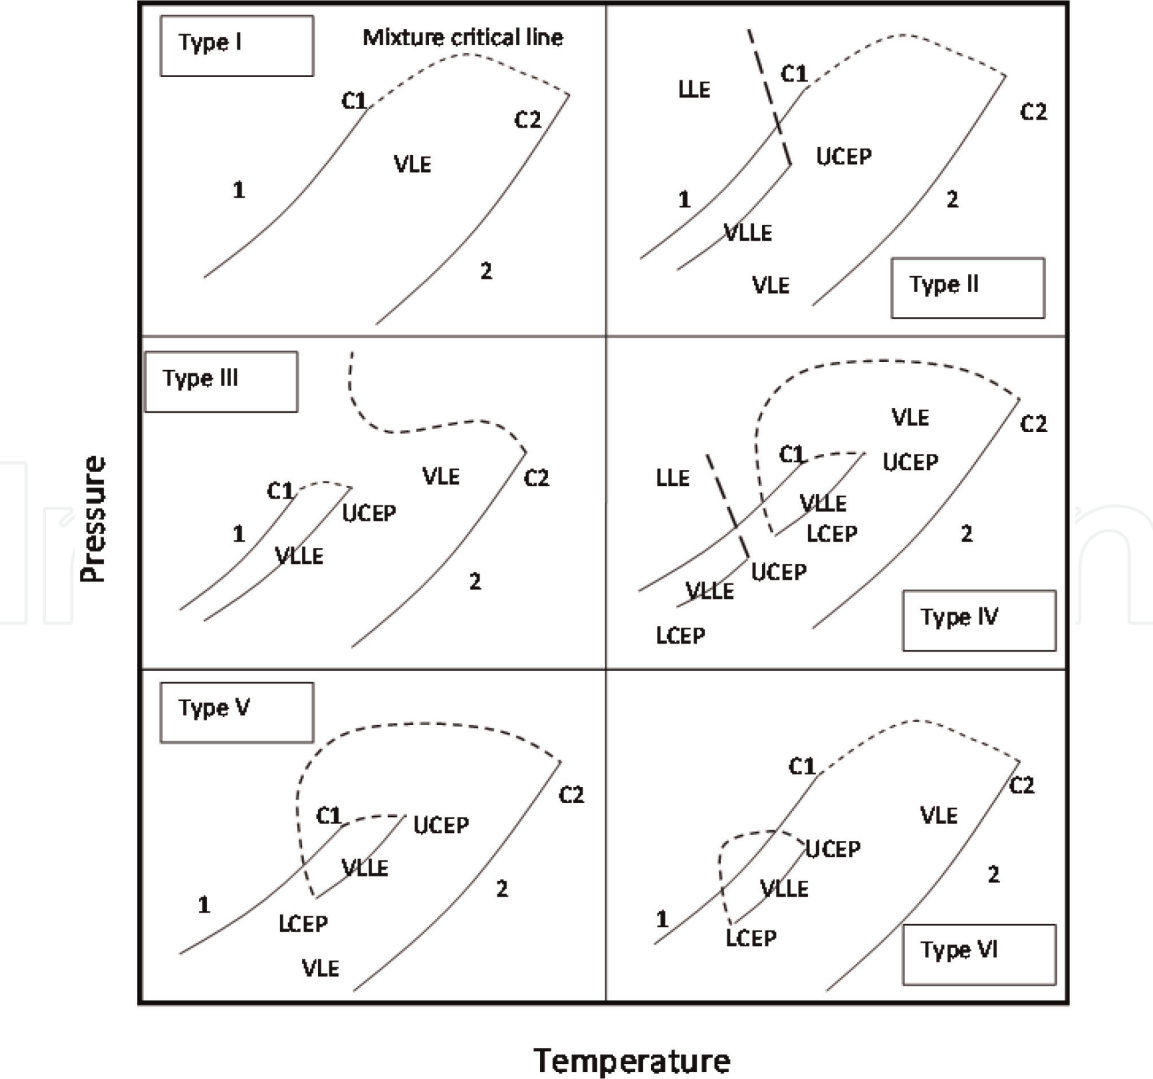 Type I
Mixture critical line
C1
C2
VLE
1
2
LLE
C1
C2
UCEP
1
2
VLLE
VLE
Type II
Type III
VLE
C2
C1
UCEP
1
VLLE
2
VLE
C2
C1
UCEP
LLE
VLLE
LCEP
2
UCEP
VLLE
Type IV
LCEP
Type V
C2
C1
UCEP
VLLE
2
1
LCEP
VLE
C1
C2
VLE
UCEP
2
VLLE
1
LCEP
Type VI
Pressure
Temperature